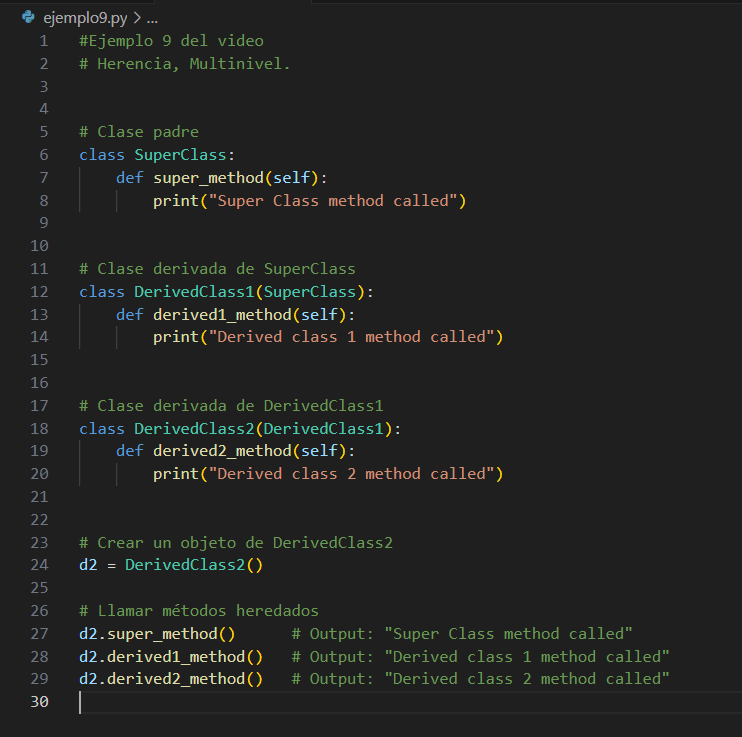 ejemplo9.py > ...
1 #Ejemplo 9 del video
2 # Herencia, Multinivel.
3
4
5 # Clase padre
6 class SuperClass:
7     def super_method(self):
8         print("Super Class method called")
9
10
11 # Clase derivada de SuperClass
12 class DerivedClass1(SuperClass):
13     def derived1_method(self):
14         print("Derived class 1 method called")
15
16
17 # Clase derivada de DerivedClass1
18 class DerivedClass2(DerivedClass1):
19     def derived2_method(self):
20         print("Derived class 2 method called")
21
22
23 # Crear un objeto de DerivedClass2
24 d2 = DerivedClass2()
25
26 # Llamar métodos heredados
27 d2.super_method()      # Output: "Super Class method called"
28 d2.derived1_method()   # Output: "Derived class 1 method called"
29 d2.derived2_method()   # Output: "Derived class 2 method called"
30